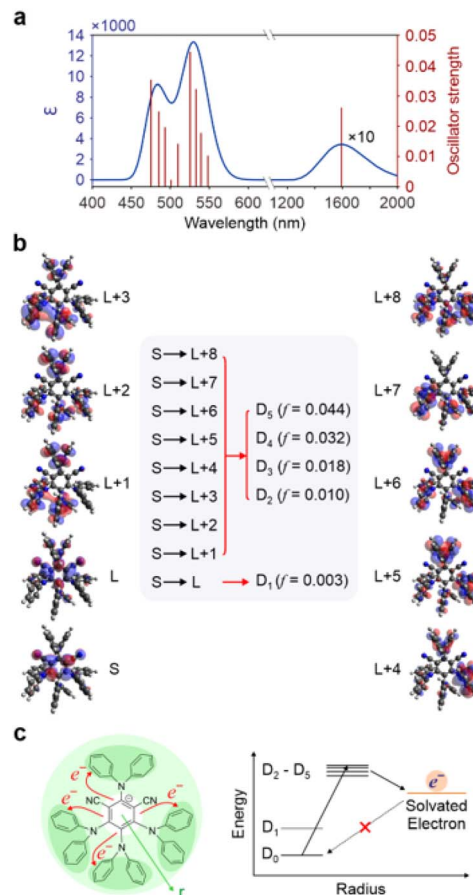 a
×1000
14
12
10
8
6
4
2
0
ε
0.05
0.04
0.03
0.02
0.01
0
Oscillator strength
×10
400 450 500 550 600 1200 1600 2000
Wavelength (nm)
b
L+3
L+2
L+1
L
S
S→L+8
S→L+7
S→L+6
S→L+5
S→L+4
S→L+3
S→L+2
S→L+1
S→L
D₅ (f = 0.044)
D₄ (f = 0.032)
D₃ (f = 0.018)
D₂ (f = 0.010)
D₁ (f = 0.003)
L+8
L+7
L+6
L+5
L+4
c
e⁻
e⁻
e⁻
e⁻
NC
CN
N
N
N
N
r
Energy
D₂ - D₅
D₁
D₀
e⁻
Solvated
Electron
Radius